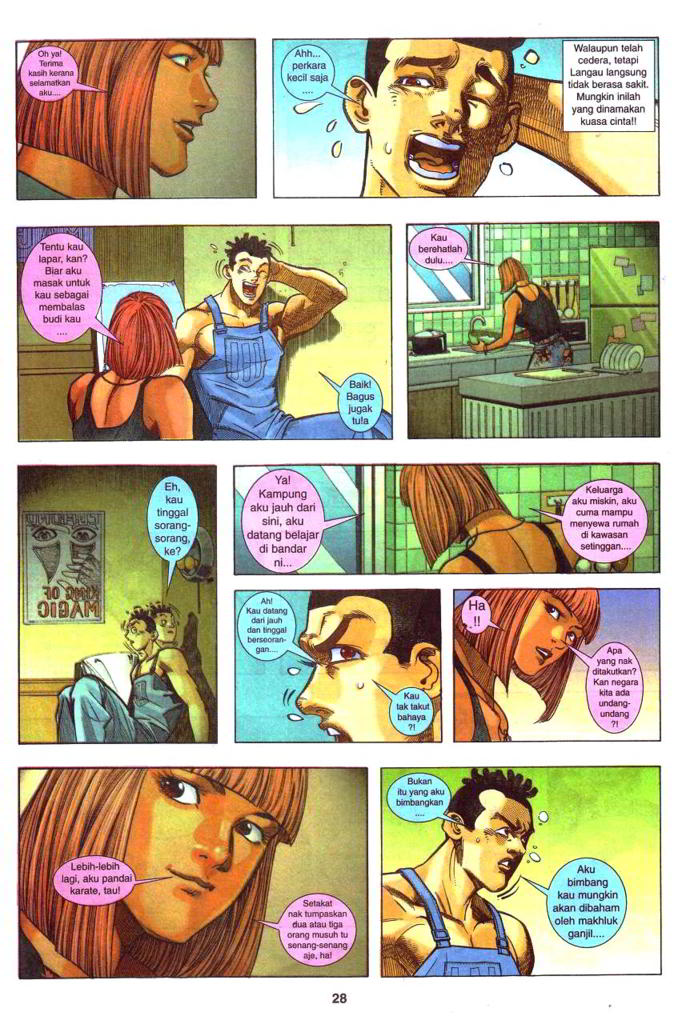 Oh ya!
Terima
kasih kerana
selamatkan
aku....
Ahh...
perkara
kecil saja
....
Walaupun telah
cedera, tetapi
Langau langsung
tidak berasa sakit.
Mungkin inilah
yang dinamakan
kuasa cinta!!
Tentu kau
lapar, kan?
Biar aku
masak untuk
kau sebagai
membalas
budi kau
....
Baik!
Bagus
jugak
tu!a
Kau
berehatlah
dulu....
Eh,
kau
tinggal
sorang-
sorang,
ke?
KING OF
MAGIC
Ya!
Kampung
aku jauh dari
sini, aku
datang belajar
di bandar
ni...
Keluarga
aku miskin, aku
cuma mampu
menyewa rumah
di kawasan
setinggan....
Ah!
Kau datang
dari jauh
dan tinggal
berseoran-
gan....
Kau
tak takut
bahaya
?!
Ha
!!
Apa
yang nak
ditakutkan?
Kan negara
kita ada
undang-
undang
?!
Lebih-lebih
lagi, aku pandai
karate, tau!
Setakat
nak tumpaskan
dua atau tiga
orang musuh tu
senang-senang
aje, ha!
Bukan
itu yang aku
bimbangkan
....
Aku
bimbang
kau mungkin
akan dibaham
oleh makhluk
ganjil....
28